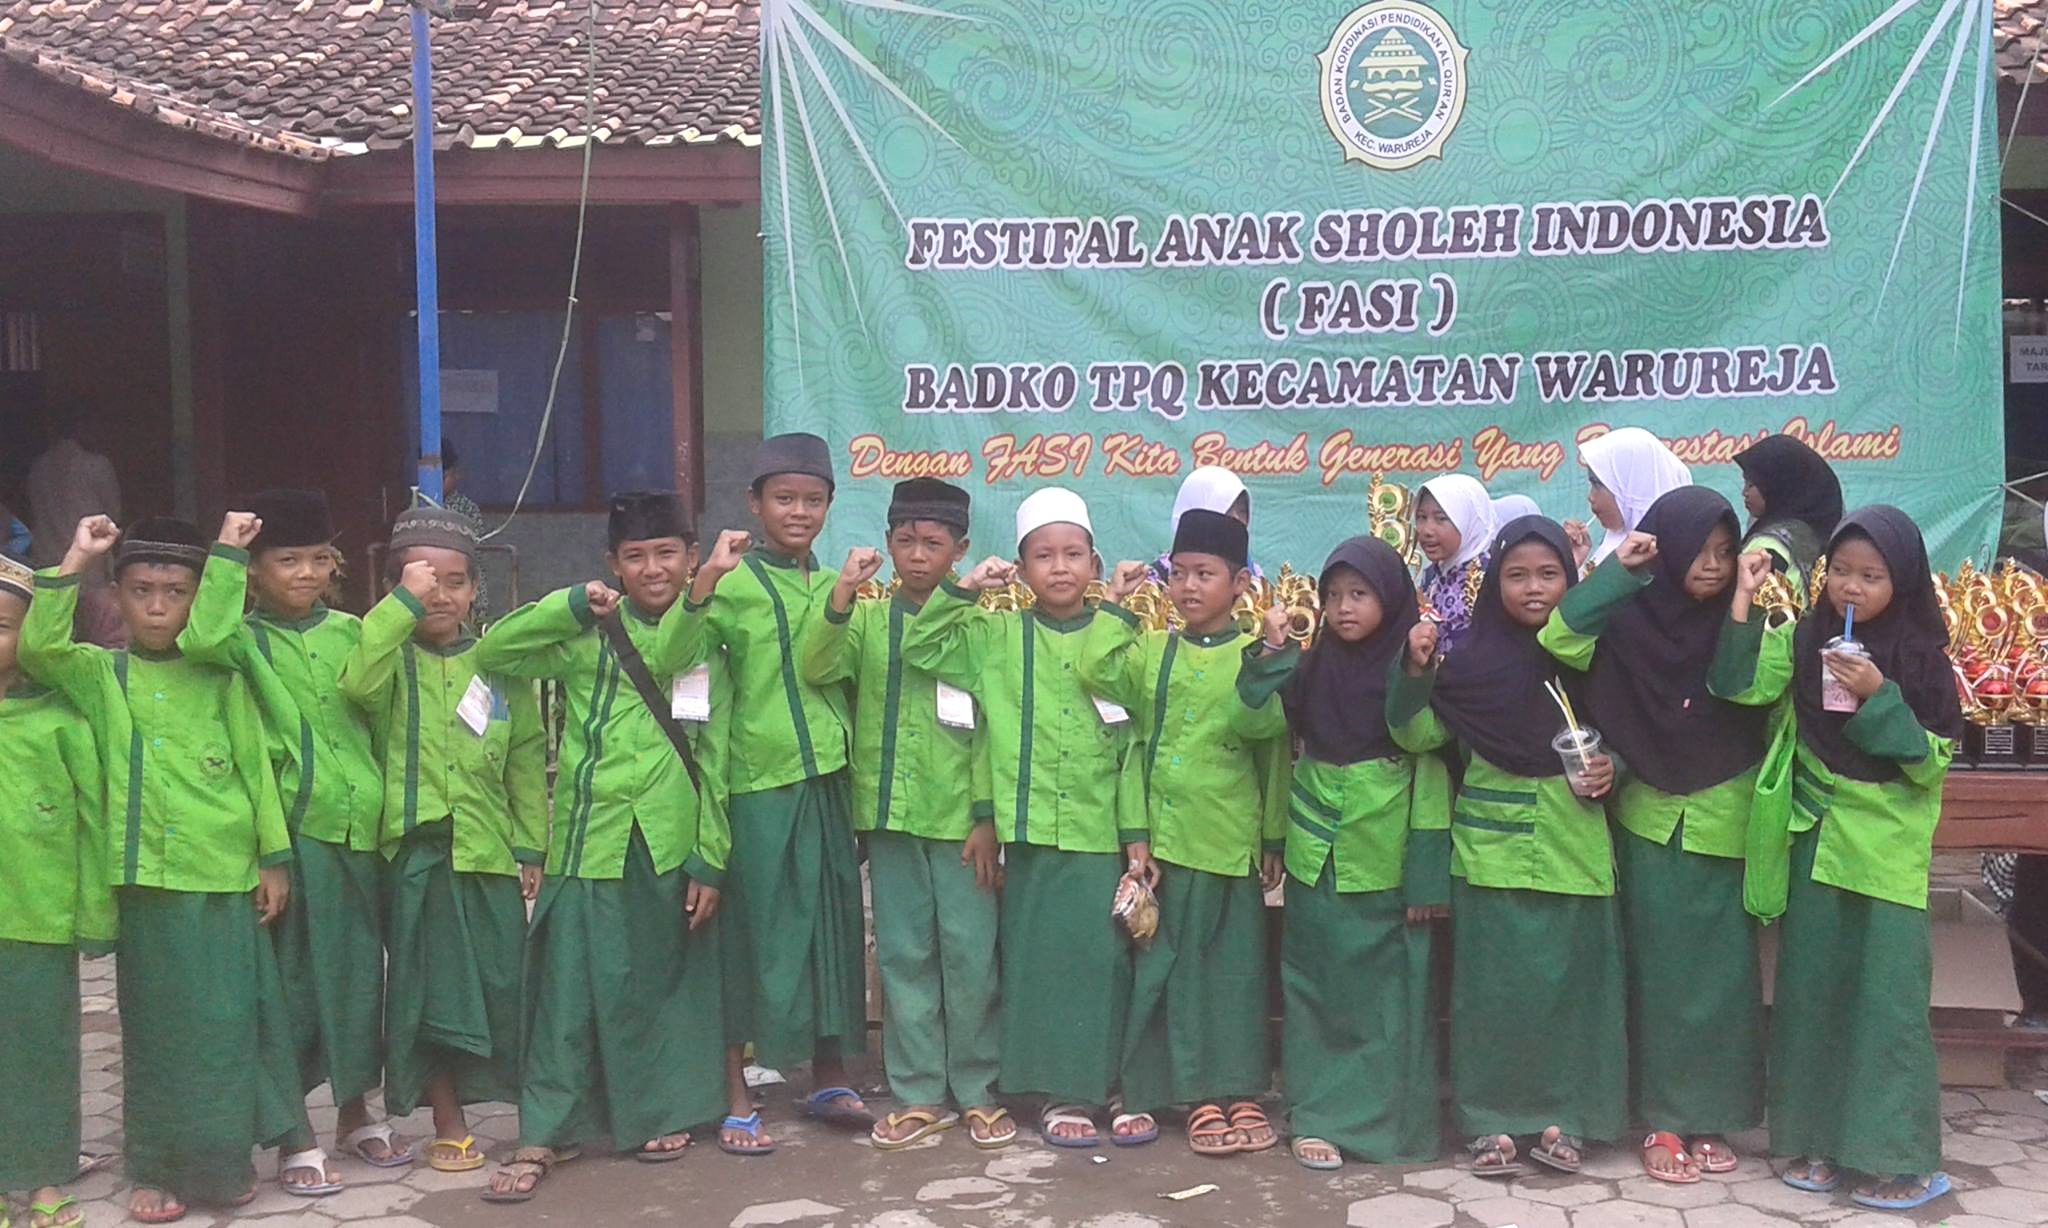 BADAN KOORDINASI PENDIDIKAN AL QUR'AN
KEC. WARUREJA
FESTIFAL ANAK SHOLEH INDONESIA
( FASI )
BADKO TPQ KECAMATAN WARUREJA
Dengan FASI Kita Bentuk Generasi Yang Islami